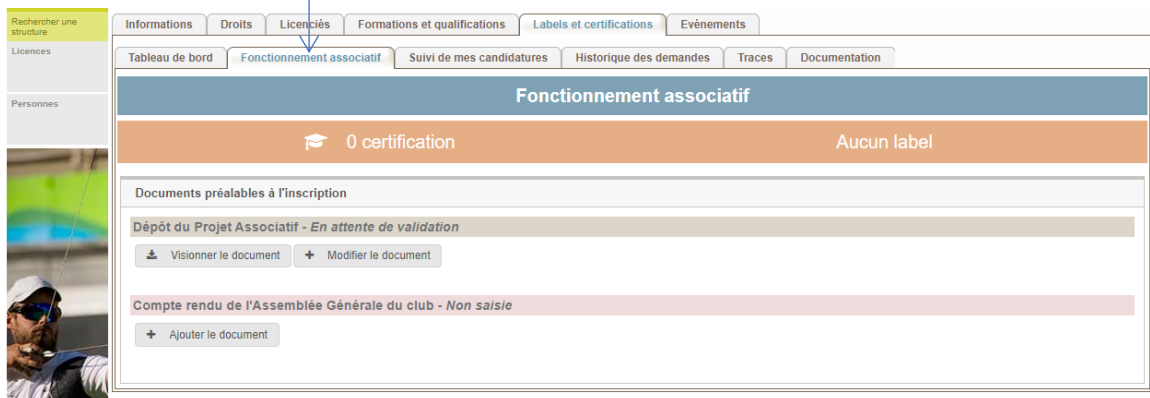 Rechercher une
structure
Licences
Personnes
Informations Droits Licenciés Formations et qualifications Labels et certifications Evénements
Tableau de bord Fonctionnement associatif Suivi de mes candidatures Historique des demandes Traces Documentation
Fonctionnement associatif
0 certification Aucun label
Documents préalables à l'inscription
Dépôt du Projet Associatif - En attente de validation
Visionner le document + Modifier le document
Compte rendu de l'Assemblée Générale du club - Non saisie
+ Ajouter le document